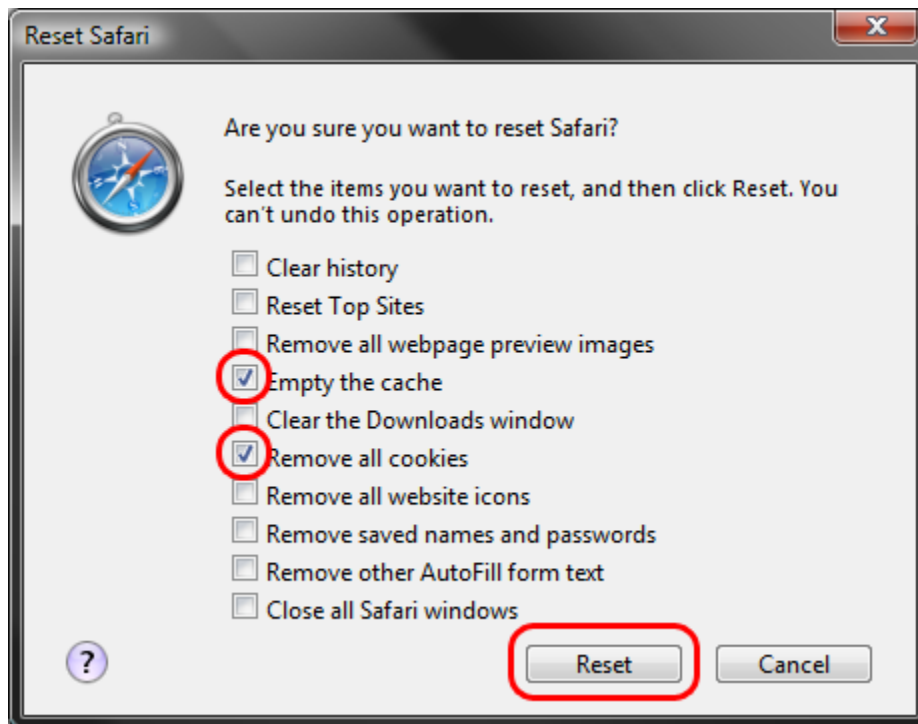 Reset Safari
X
Are you sure you want to reset Safari?
Select the items you want to reset, and then click Reset. You
can't undo this operation.
Clear history
Reset Top Sites
Remove all webpage preview images
Empty the cache
Clear the Downloads window
Remove all cookies
Remove all website icons
Remove saved names and passwords
Remove other AutoFill form text
Close all Safari windows
? Reset Cancel